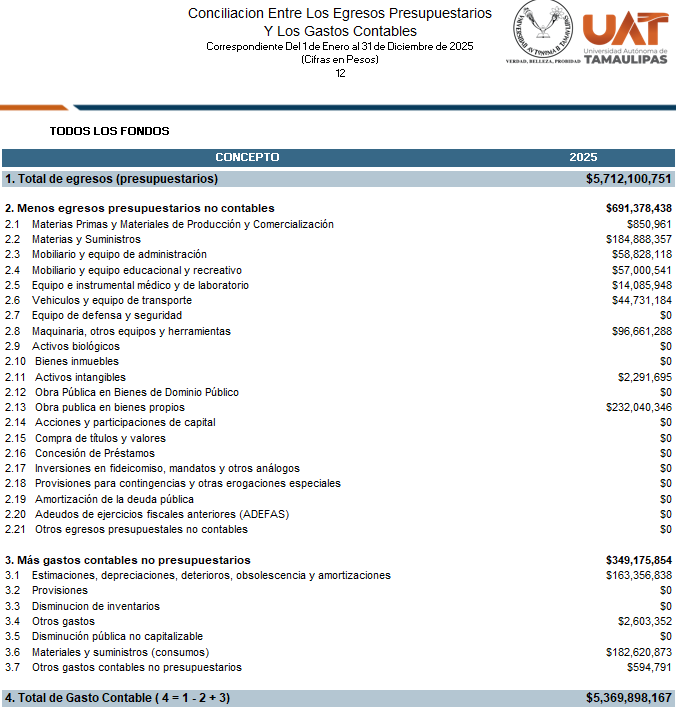 Conciliacion Entre Los Egresos Presupuestarios
Y Los Gastos Contables
Correspondiente Del 1 de Enero al 31 de Diciembre de 2025
(Cifras en Pesos)
12
UNIVERSIDAD AUTONOMA DE TAMAULIPAS
VERDAD, BELLEZA, PROBIDAD
UAT
Universidad Autónoma de
TAMAULIPAS
TODOS LOS FONDOS
CONCEPTO 2025
1. Total de egresos (presupuestarios) $5,712,100,751
2. Menos egresos presupuestarios no contables $691,378,438
2.1 Materias Primas y Materiales de Producción y Comercialización $850,961
2.2 Materias y Suministros $184,888,357
2.3 Mobiliario y equipo de administración $58,828,118
2.4 Mobiliario y equipo educacional y recreativo $57,000,541
2.5 Equipo e instrumental médico y de laboratorio $14,085,948
2.6 Vehiculos y equipo de transporte $44,731,184
2.7 Equipo de defensa y seguridad $0
2.8 Maquinaria, otros equipos y herramientas $96,661,288
2.9 Activos biológicos $0
2.10 Bienes inmuebles $0
2.11 Activos intangibles $2,291,695
2.12 Obra Pública en Bienes de Dominio Público $0
2.13 Obra publica en bienes propios $232,040,346
2.14 Acciones y participaciones de capital $0
2.15 Compra de títulos y valores $0
2.16 Concesión de Préstamos $0
2.17 Inversiones en fideicomiso, mandatos y otros análogos $0
2.18 Provisiones para contingencias y otras erogaciones especiales $0
2.19 Amortización de la deuda pública $0
2.20 Adeudos de ejercicios fiscales anteriores (ADEFAS) $0
2.21 Otros egresos presupuestales no contables $0
3. Más gastos contables no presupuestarios $349,175,854
3.1 Estimaciones, depreciaciones, deterioros, obsolescencia y amortizaciones $163,356,838
3.2 Provisiones $0
3.3 Disminucion de inventarios $0
3.4 Otros gastos $2,603,352
3.5 Disminución pública no capitalizable $0
3.6 Materiales y suministros (consumos) $182,620,873
3.7 Otros gastos contables no presupuestarios $594,791
4. Total de Gasto Contable ( 4 = 1 - 2 + 3) $5,369,898,167